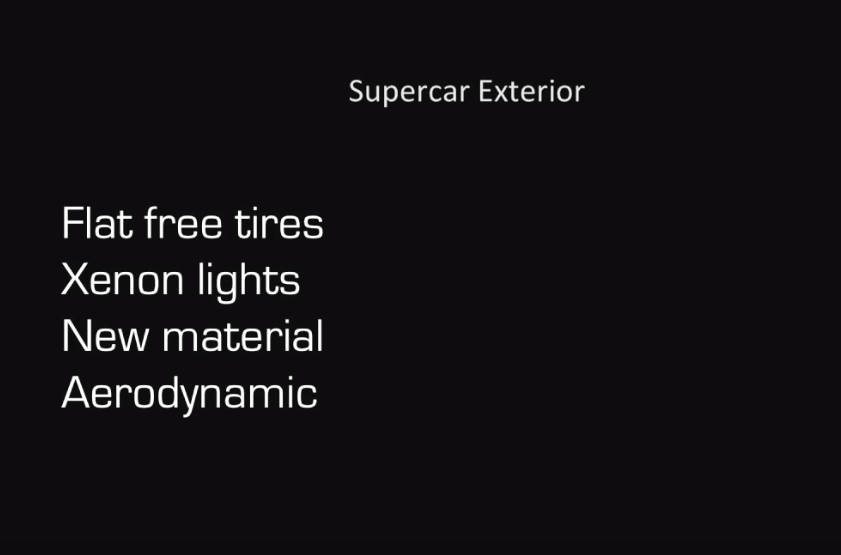 Supercar Exterior
Flat free tires
Xenon lights
New material
Aerodynamic